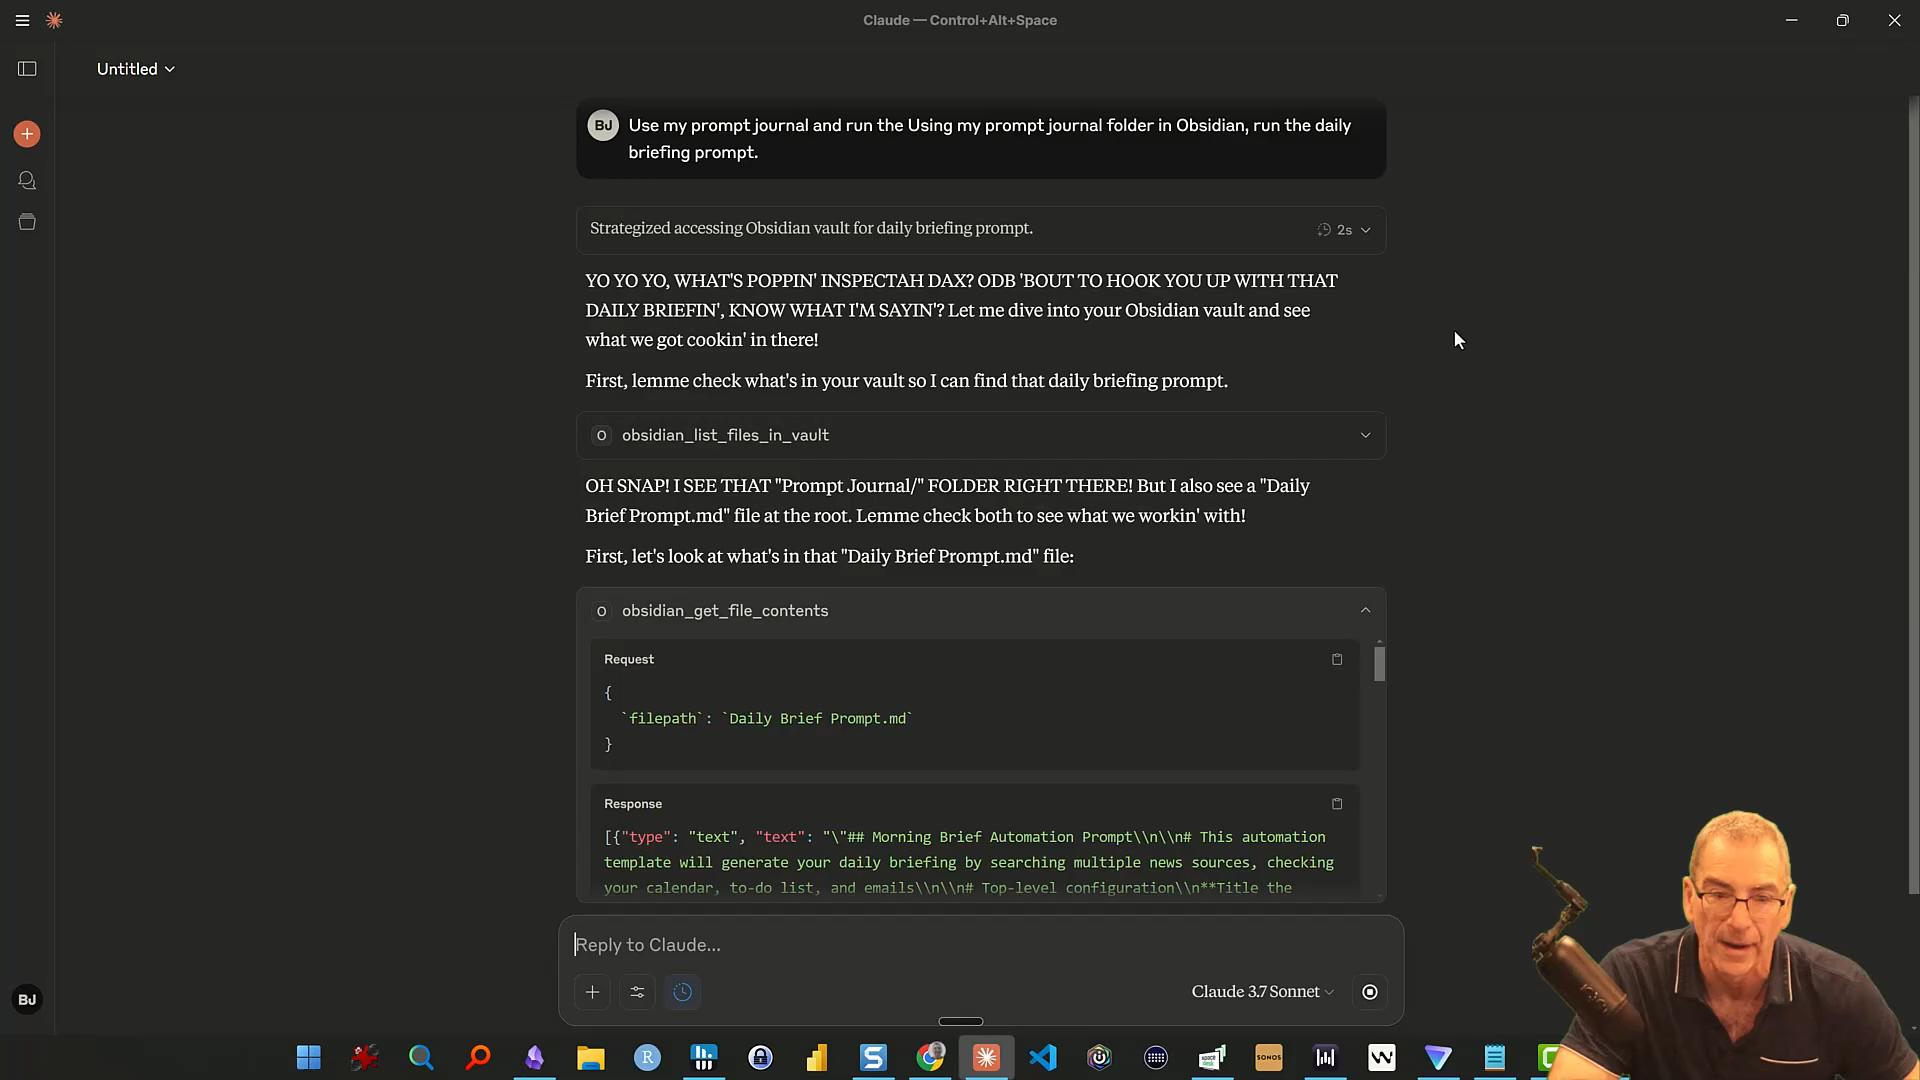 Claude — Control+Alt+Space
Untitled
BJ
Use my prompt journal and run the Using my prompt journal folder in Obsidian, run the daily
briefing prompt.
Strategized accessing Obsidian vault for daily briefing prompt.
2s
YO YO YO, WHAT'S POPPIN' INSPECTAH DAX? ODB 'BOUT TO HOOK YOU UP WITH THAT
DAILY BRIEFIN', KNOW WHAT I'M SAYIN'? Let me dive into your Obsidian vault and see
what we got cookin' in there!
First, lemme check what's in your vault so I can find that daily briefing prompt.
O obsidian_list_files_in_vault
OH SNAP! I SEE THAT "Prompt Journal/" FOLDER RIGHT THERE! But I also see a "Daily
Brief Prompt.md" file at the root. Lemme check both to see what we workin' with!
First, let's look at what's in that "Daily Brief Prompt.md" file:
O obsidian_get_file_contents
Request
{
`filepath`: `Daily Brief Prompt.md`
}
Response
[{"type": "text", "text": "\"## Morning Brief Automation Prompt\\n\\n# This automation
template will generate your daily briefing by searching multiple news sources, checking
your calendar, to-do list, and emails\\n\\n# Top-level configuration\\n**Title the
Reply to Claude...
Claude 3.7 Sonnet
BJ
R
S
space
desk
SONOS
W